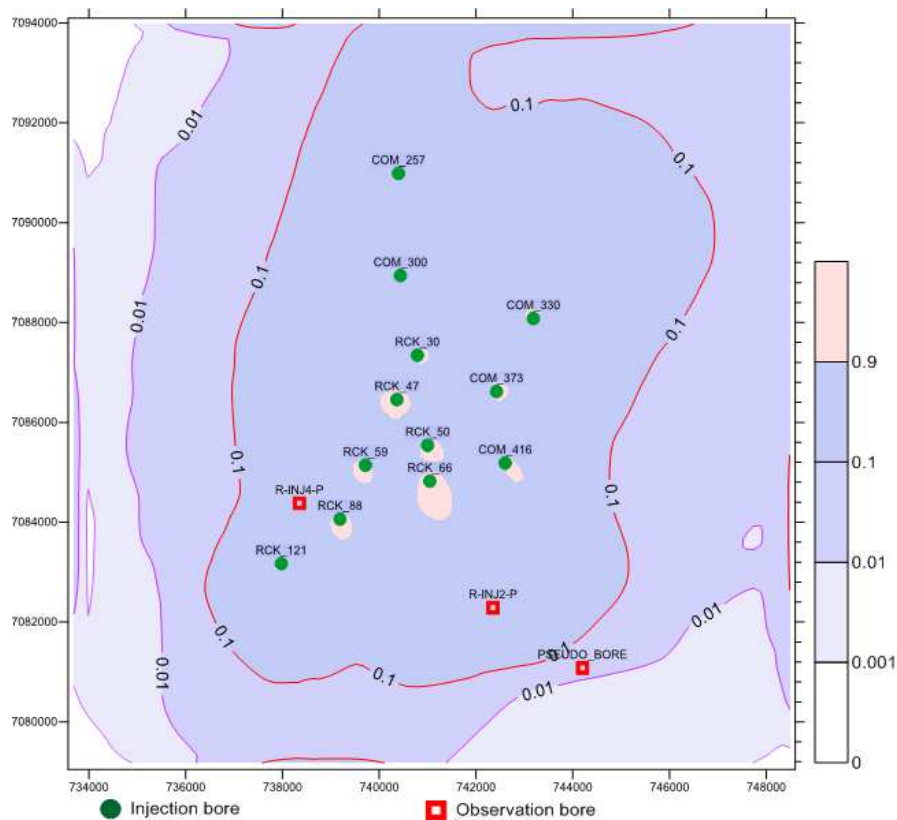 7094000
0.01
0.1
7092000
0.1
COM_257
7090000
0.1
COM_300
COM_330
0.01
7088000
0.1
RCK_30
0.9
COM_373
RCK_47
7086000
RCK_50
RCK_59
COM_416
0.1
RCK_66
R-INJ4-P
RCK_88
7084000
RCK_121
0.01
R-INJ2-P
7082000
0.1
0.01
0.1
PSEUDO_BORE
0.001
0.01
0.1
0.01
7080000
0
734000 736000 738000 740000 742000 744000 746000 748000
Injection bore
Observation bore